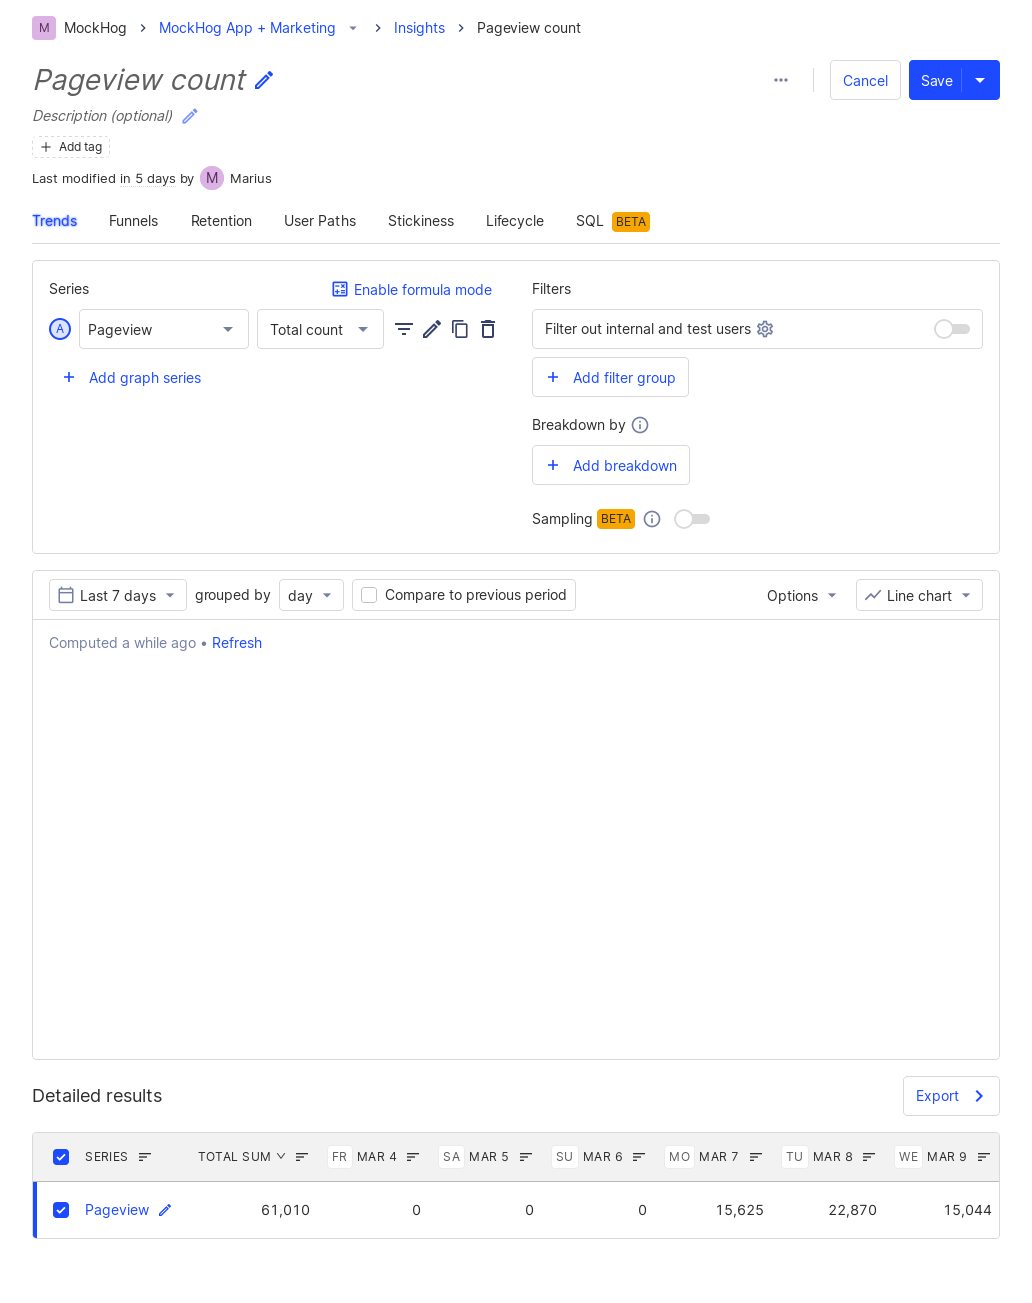 M MockHog MockHog App + Marketing Insights Pageview count
Pageview count
Cancel Save
Description (optional)
Add tag
Last modified in 5 days by M Marius
Trends Funnels Retention User Paths Stickiness Lifecycle SQL BETA
Series Enable formula mode
A Pageview Total count
Add graph series
Filters
Filter out internal and test users
Add filter group
Breakdown by
Add breakdown
Sampling BETA
Last 7 days grouped by day Compare to previous period Options Line chart
Computed a while ago • Refresh
Detailed results Export
SERIES TOTAL SUM FR MAR 4 SA MAR 5 SU MAR 6 MO MAR 7 TU MAR 8 WE MAR 9
Pageview 61,010 0 0 0 15,625 22,870 15,044